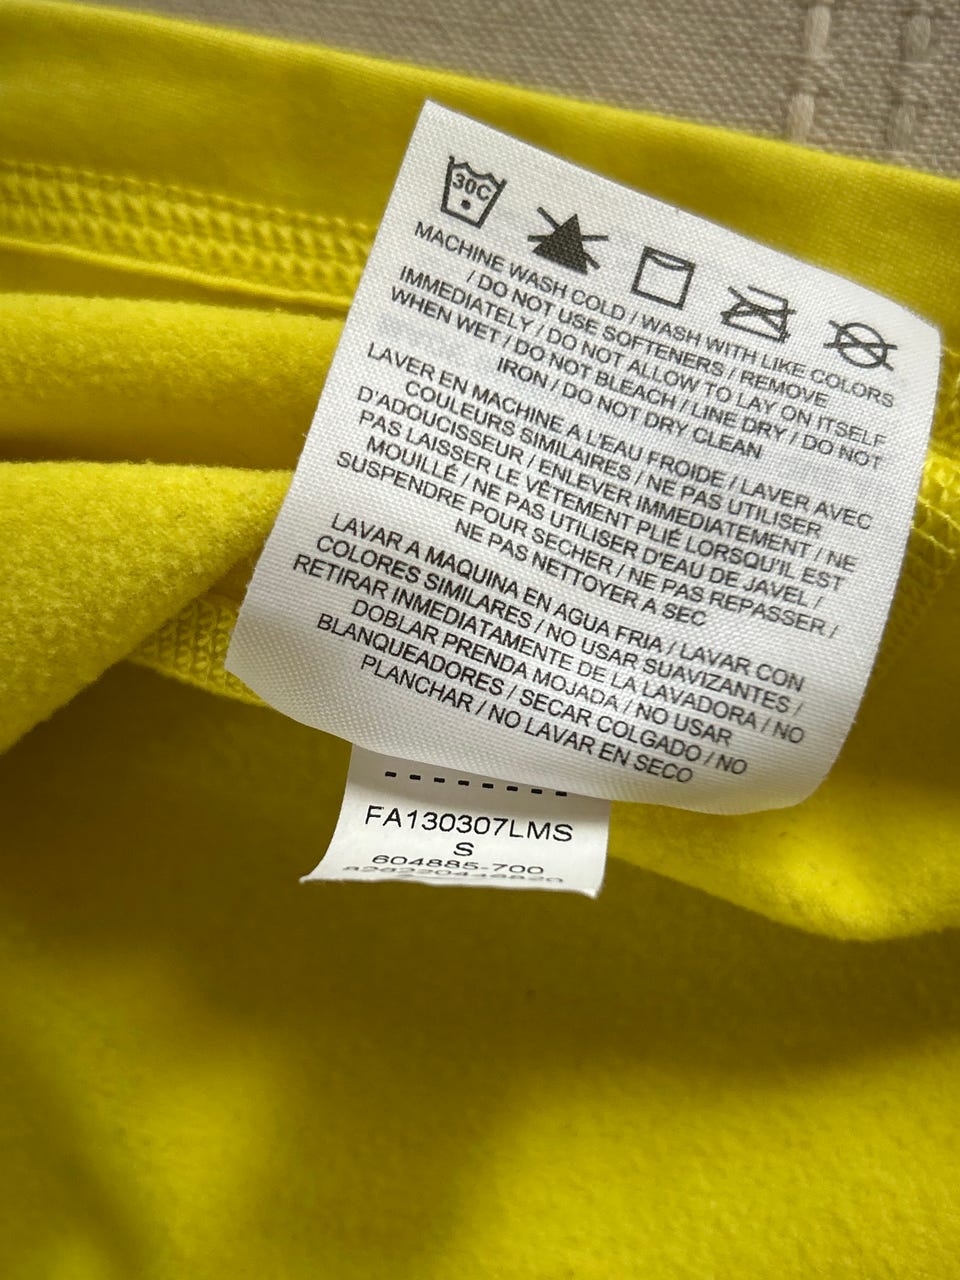 30C
MACHINE WASH COLD / WASH WITH LIKE COLORS
/ DO NOT USE SOFTENERS / REMOVE
IMMEDIATELY / DO NOT ALLOW TO LAY ON ITSELF
WHEN WET / DO NOT BLEACH / LINE DRY / DO NOT
IRON / DO NOT DRY CLEAN
LAVER EN MACHINE A L'EAU FROIDE / LAVER AVEC
COULEURS SIMILAIRES / NE PAS UTILISER
D'ADOUCISSEUR / ENLEVER IMMEDIATEMENT / NE
PAS LAISSER LE VÊTEMENT PLIÉ LORSQU'IL EST
MOUILLÉ / NE PAS UTILISER D'EAU DE JAVEL /
SUSPENDRE POUR SECHER / NE PAS REPASSER /
NE PAS NETTOYER A SEC
LAVAR A MAQUINA EN AGUA FRIA / LAVAR CON
COLORES SIMILARES / NO USAR SUAVIZANTES /
RETIRAR INMEDIATAMENTE DE LA LAVADORA / NO
DOBLAR PRENDA MOJADA / NO USAR
BLANQUEADORES / SECAR COLGADO / NO
PLANCHAR / NO LAVAR EN SECO
FA130307LMS
S
604885-700